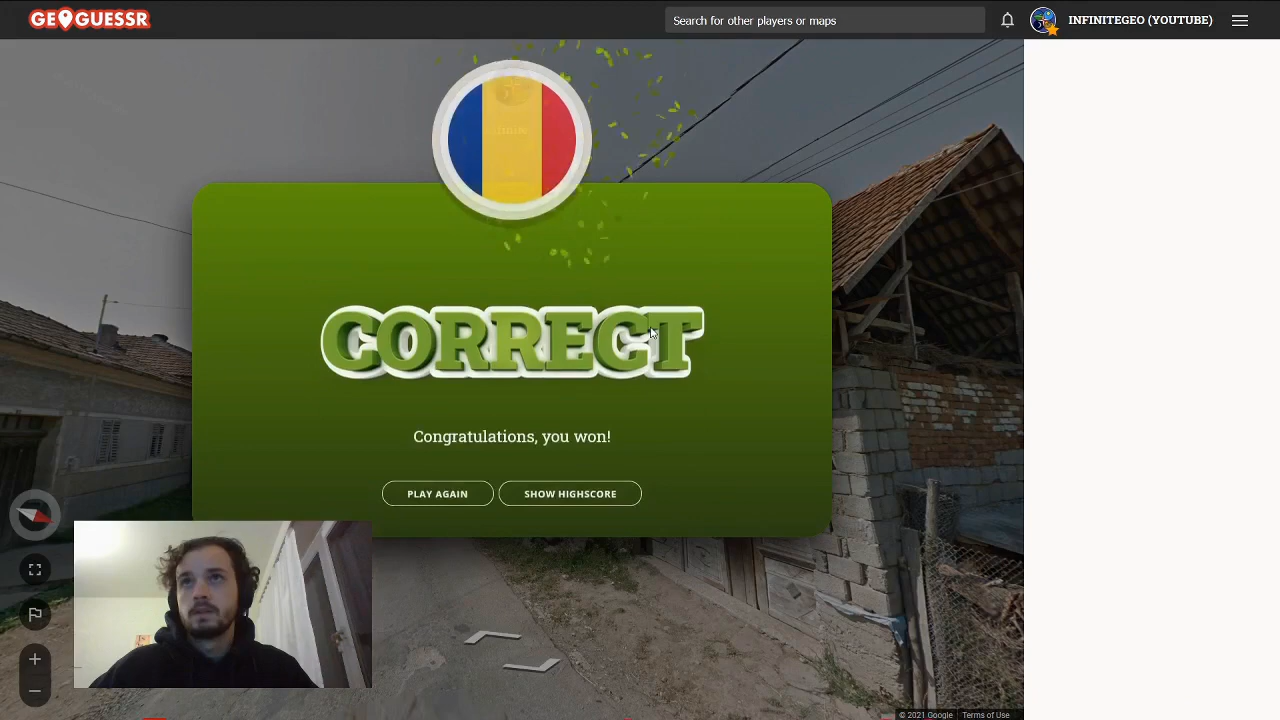 GEOGUESSR
Search for other players or maps
INFINITEGEO (YOUTUBE)
CORRECT
Congratulations, you won!
PLAY AGAIN
SHOW HIGHSCORE
© 2021 Google
Terms of Use